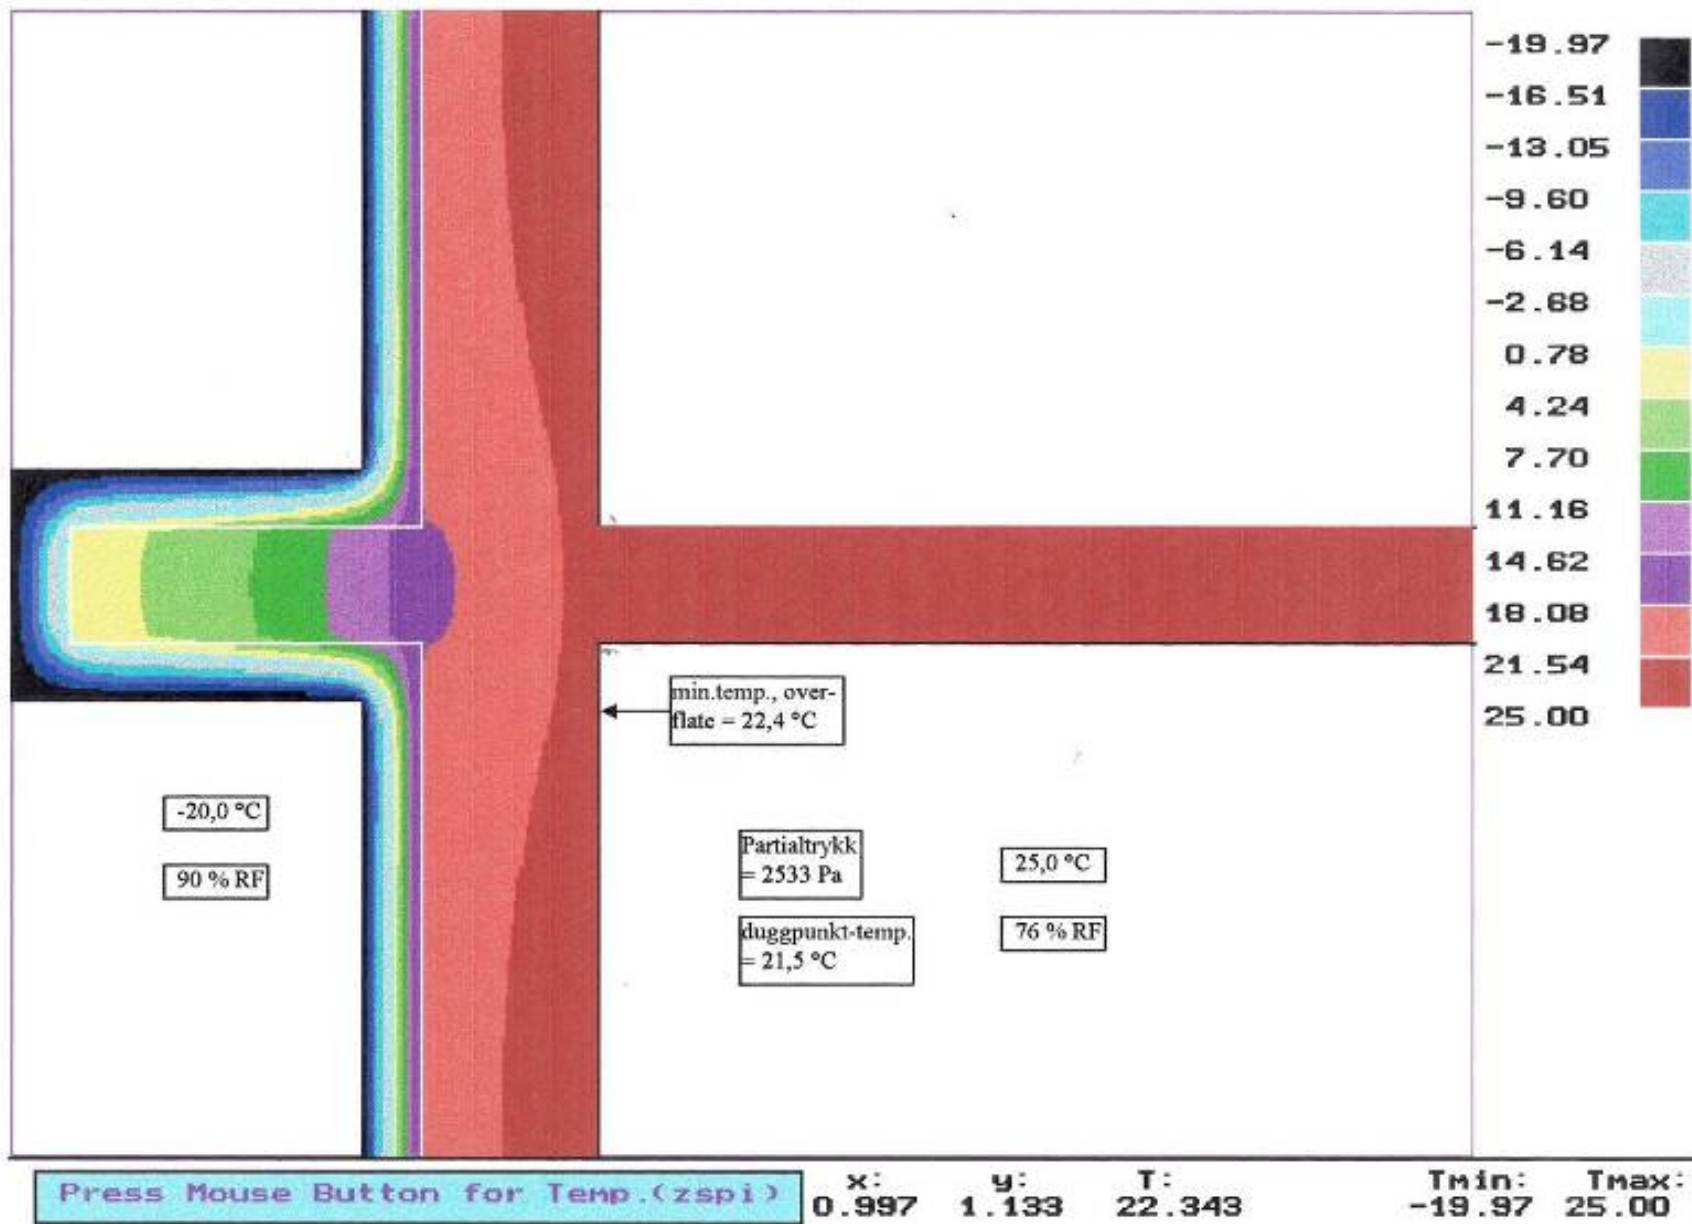 -19.97
-16.51
-13.05
-9.60
-6.14
-2.68
0.78
4.24
7.70
11.16
14.62
18.08
21.54
25.00
min.temp., over-
flate = 22,4 °C
-20,0 °C
90 % RF
Partialtrykk
= 2533 Pa
duggpunkt-temp.
= 21,5 °C
25,0 °C
76 % RF
Press Mouse Button for Temp.(zspi)
x: y: T: Tmin: Tmax:
0.997 1.133 22.343 -19.97 25.00